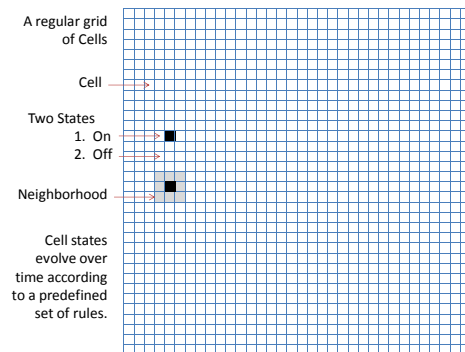 A regular grid
of Cells
Cell
Two States
1. On
2. Off
Neighborhood
Cell states
evolve over
time according
to a predefined
set of rules.